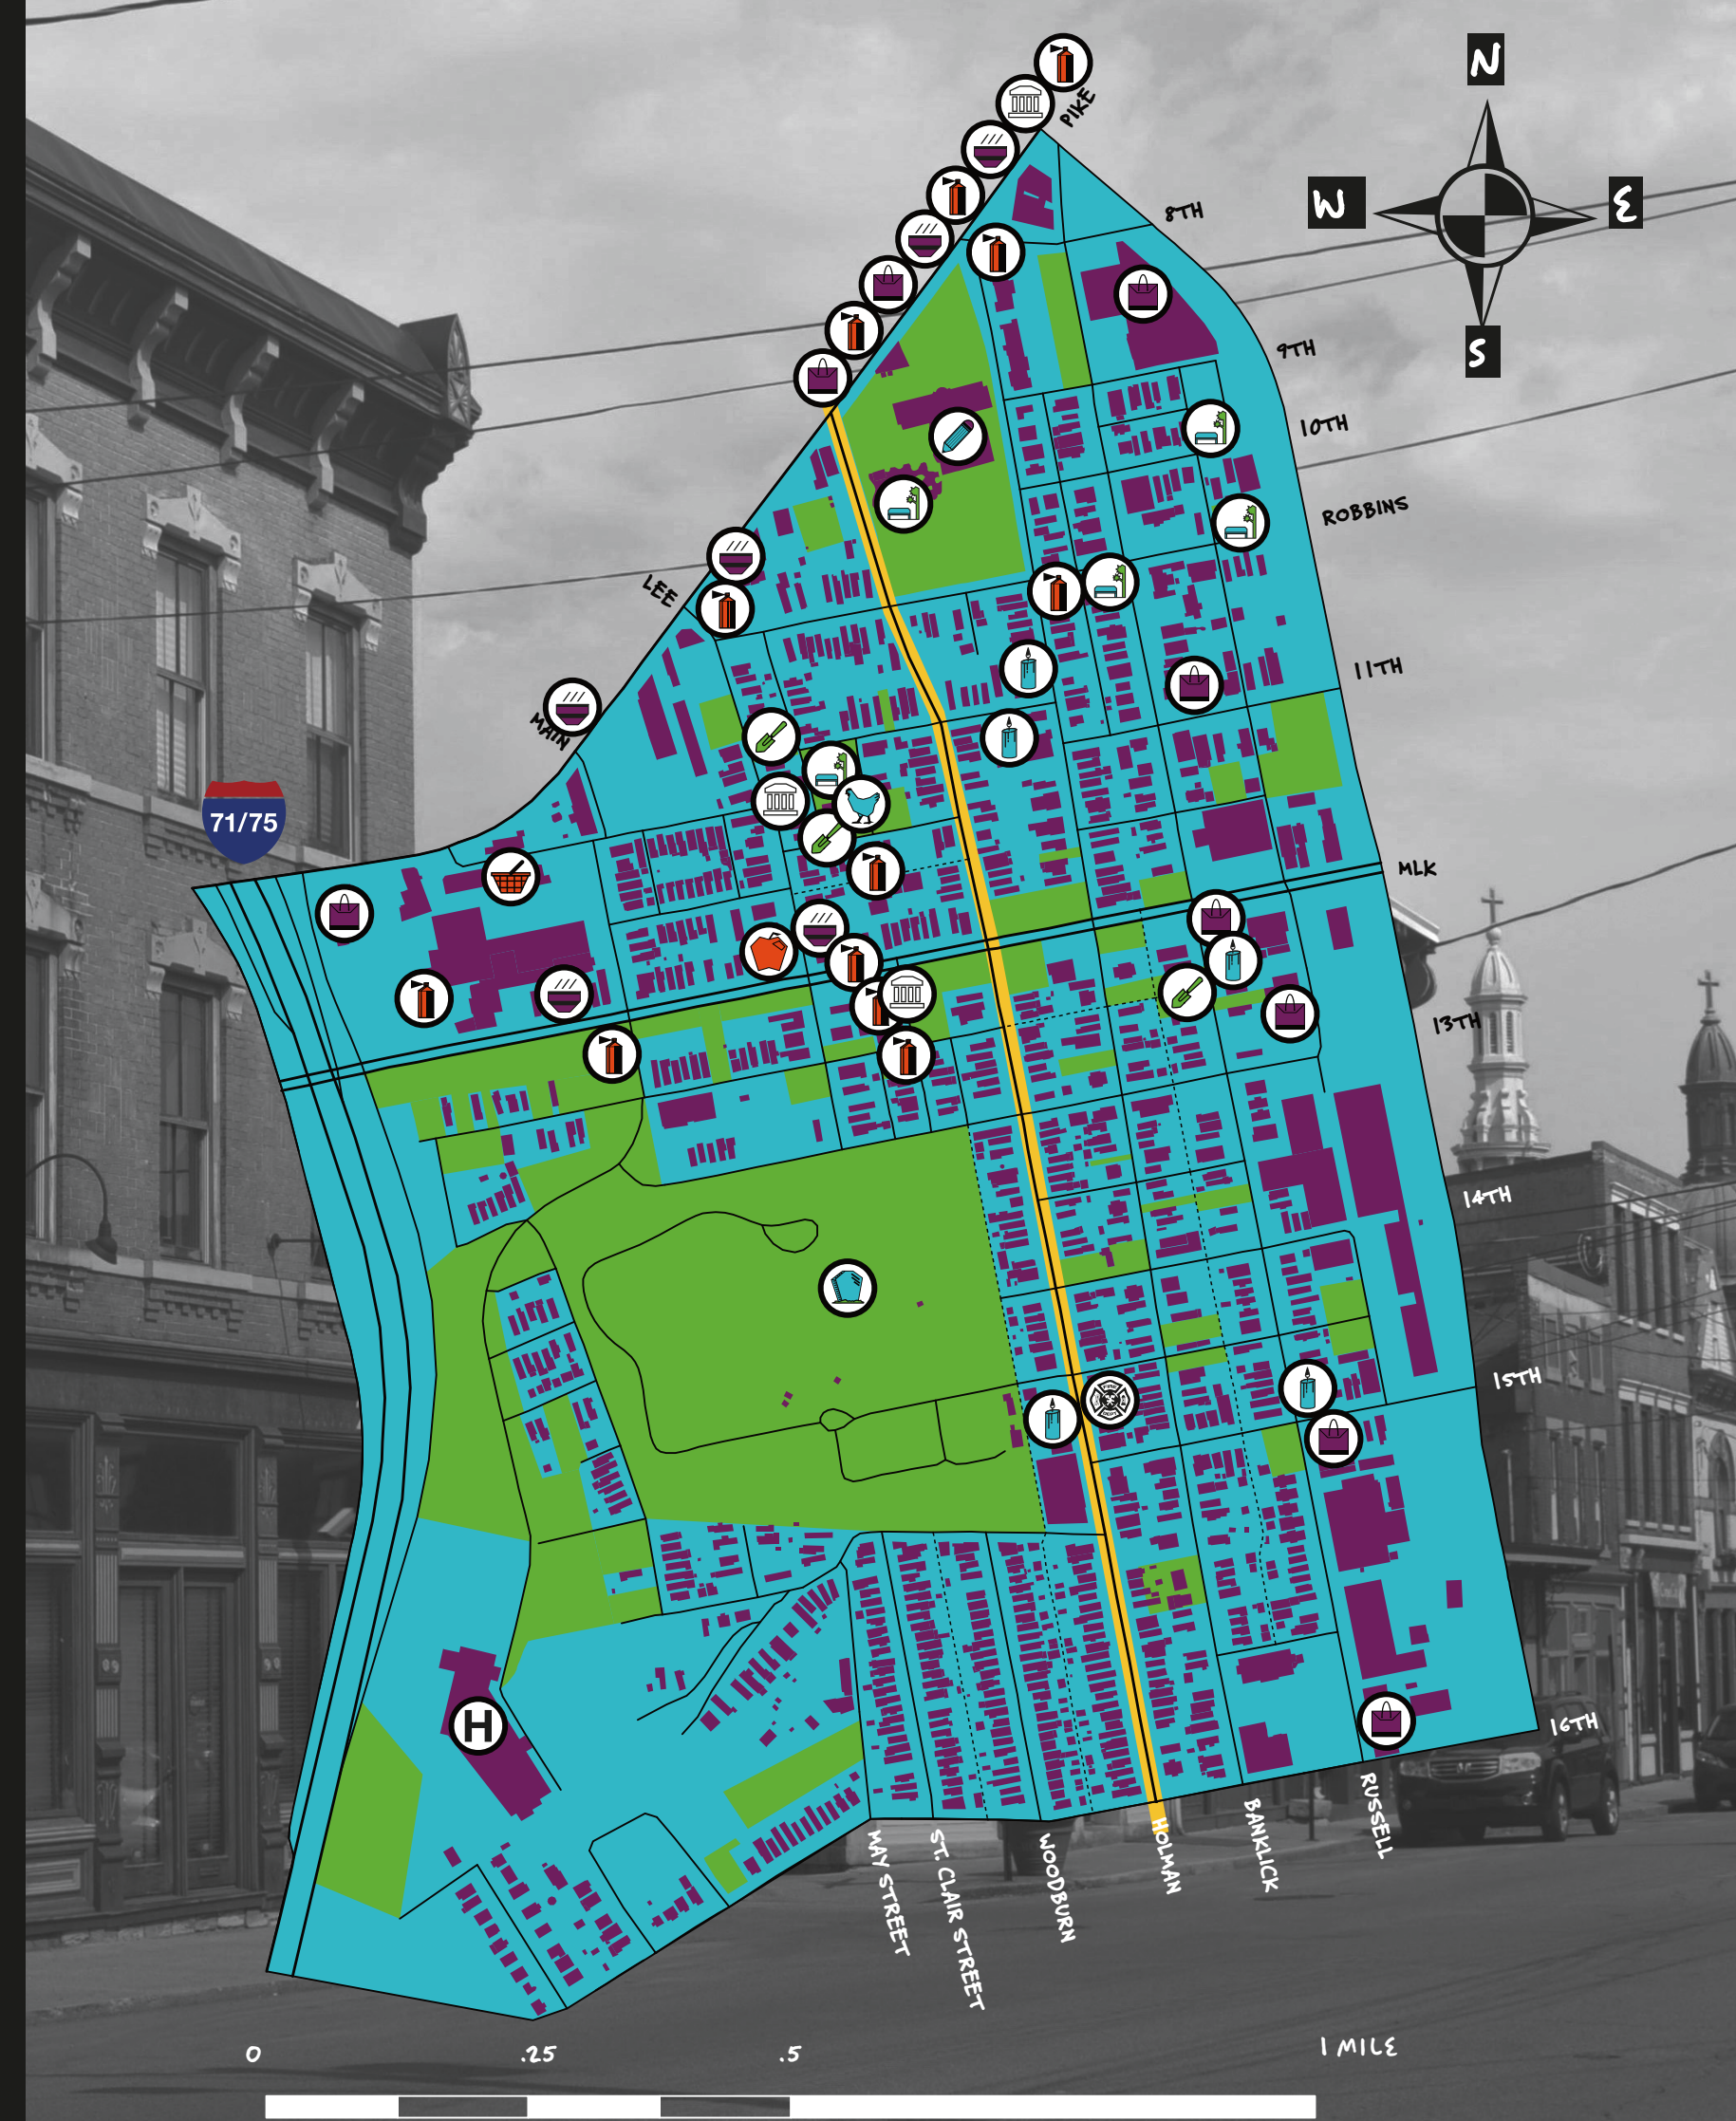 N
PIKE
W
E
8TH
S
9TH
10TH
ROBBINS
LEE
11TH
MAIN
71/75
MLK
13TH
14TH
15TH
H
16TH
RUSSELL
BANKLICK
HOLMAN
WOODBURN
ST. CLAIR STREET
MAY STREET
0 .25 .5 1 MILE